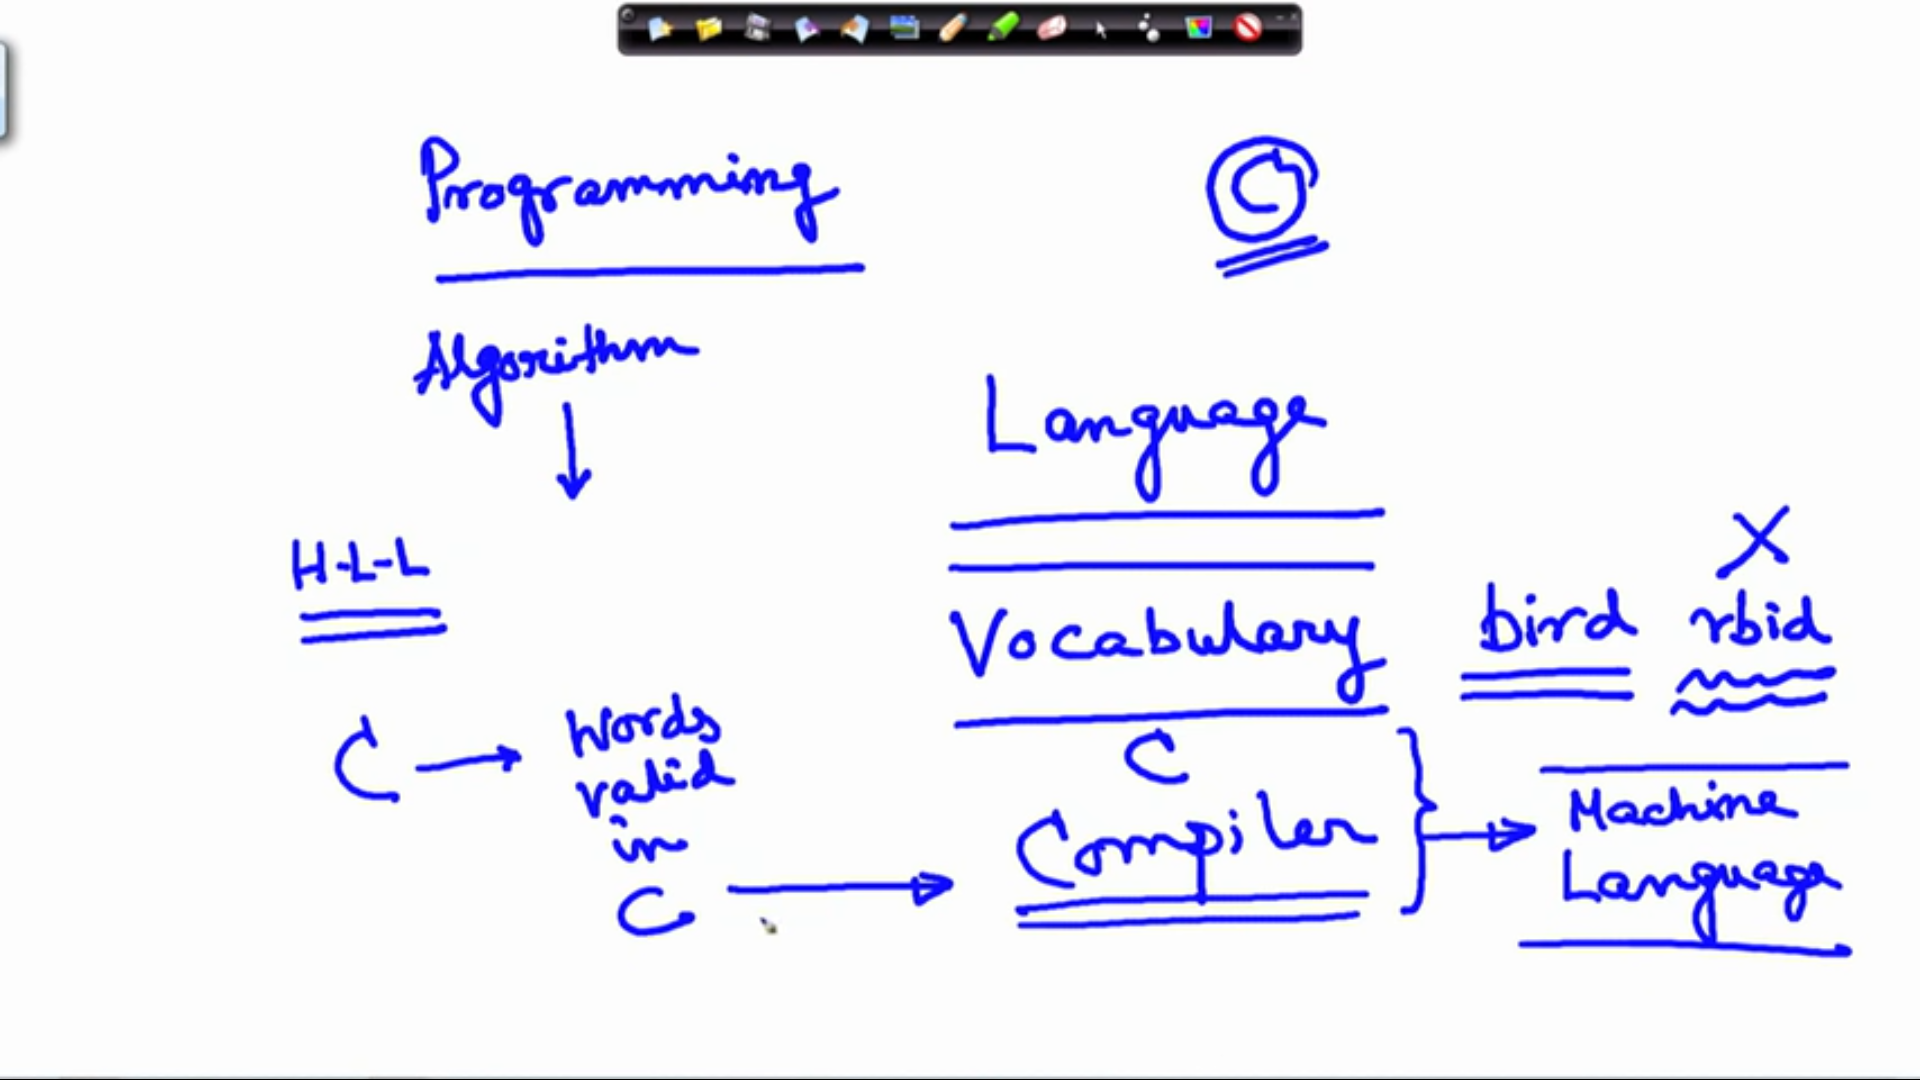 Programming
C
Algorithm
Language
H-L-L
Vocabulary
bird
X
rbid
C
words
valid
in
C
C
Compiler
Machine
Language